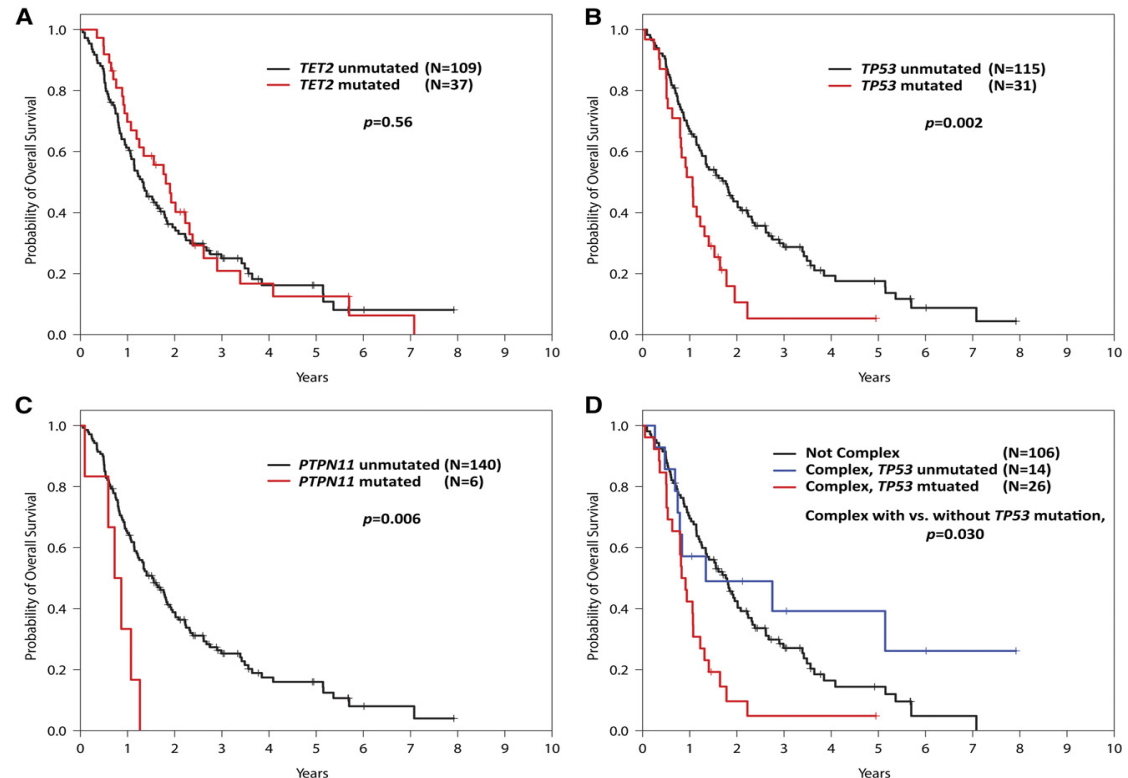 A
1.0
0.8
0.6
0.4
0.2
0.0
Probability of Overall Survival
TET2 unmutated (N=109)
TET2 mutated (N=37)
p=0.56
0 1 2 3 4 5 6 7 8 9 10
Years
B
1.0
0.8
0.6
0.4
0.2
0.0
Probability of Overall Survival
TP53 unmutated (N=115)
TP53 mutated (N=31)
p=0.002
0 1 2 3 4 5 6 7 8 9 10
Years
C
1.0
0.8
0.6
0.4
0.2
0.0
Probability of Overall Survival
PTPN11 unmutated (N=140)
PTPN11 mutated (N=6)
p=0.006
0 1 2 3 4 5 6 7 8 9 10
Years
D
1.0
0.8
0.6
0.4
0.2
0.0
Probability of Overall Survival
Not Complex (N=106)
Complex, TP53 unmutated (N=14)
Complex, TP53 mtuated (N=26)
Complex with vs. without TP53 mutation,
p=0.030
0 1 2 3 4 5 6 7 8 9 10
Years